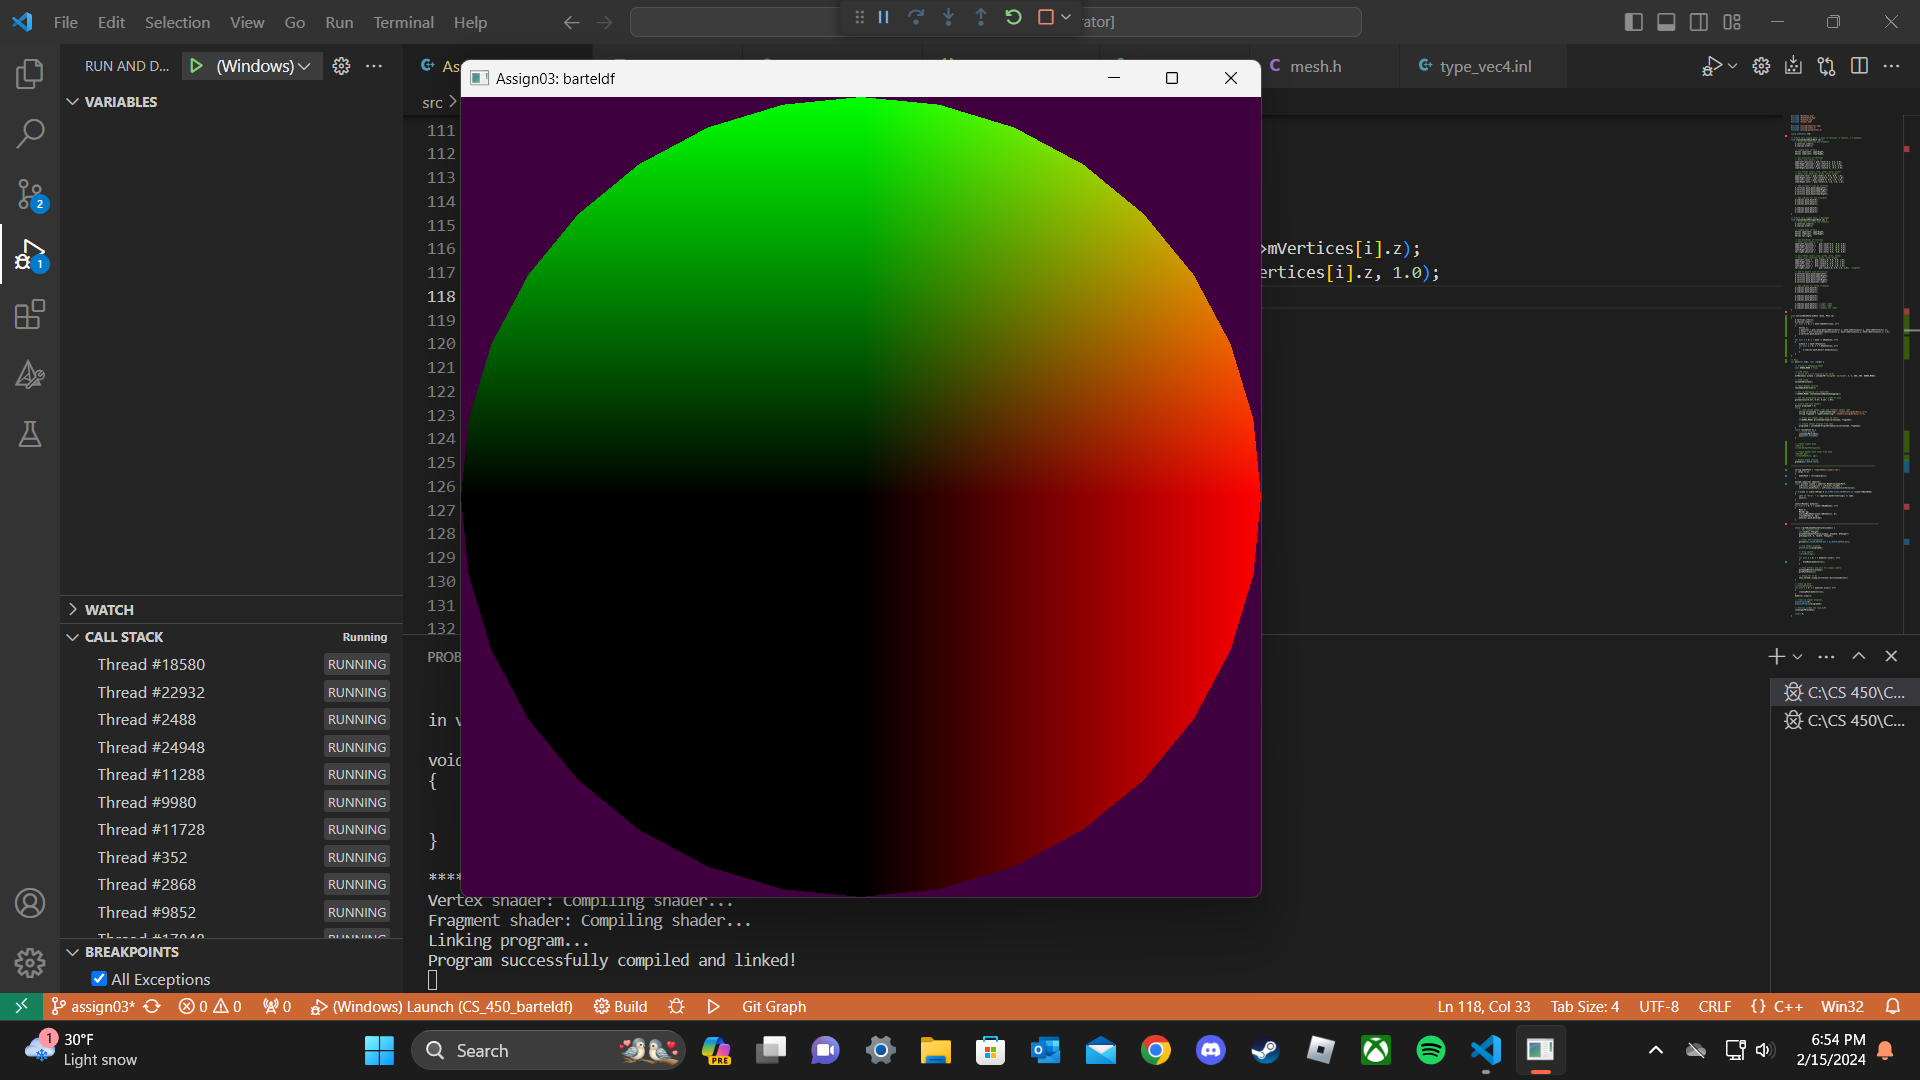 File Edit Selection View Go Run Terminal Help
rator]
RUN AND D...
(Windows)
As
mesh.h
type_vec4.inl
VARIABLES
src
Assign03: barteldf
111
112
113
114
115
116
>mVertices[i].z);
117
ertices[i].z, 1.0);
118
119
120
121
122
123
124
125
126
127
128
129
130
131
132
WATCH
CALL STACK
Running
Thread #18580 RUNNING
Thread #22932 RUNNING
Thread #2488 RUNNING
Thread #24948 RUNNING
Thread #11288 RUNNING
Thread #9980 RUNNING
Thread #11728 RUNNING
Thread #352 RUNNING
Thread #2868 RUNNING
Thread #9852 RUNNING
BREAKPOINTS
All Exceptions
PROB
in v
void
{
}
****
Vertex shader: Compiling shader...
Fragment shader: Compiling shader...
Linking program...
Program successfully compiled and linked!
C:\CS 450\C...
C:\CS 450\C...
2
1
assign03* 0 0 0 (Windows) Launch (CS_450_barteldf) Build Git Graph
Ln 118, Col 33 Tab Size: 4 UTF-8 CRLF {} C++ Win32
1
30°F
Light snow
Search
PRE
6:54 PM
2/15/2024